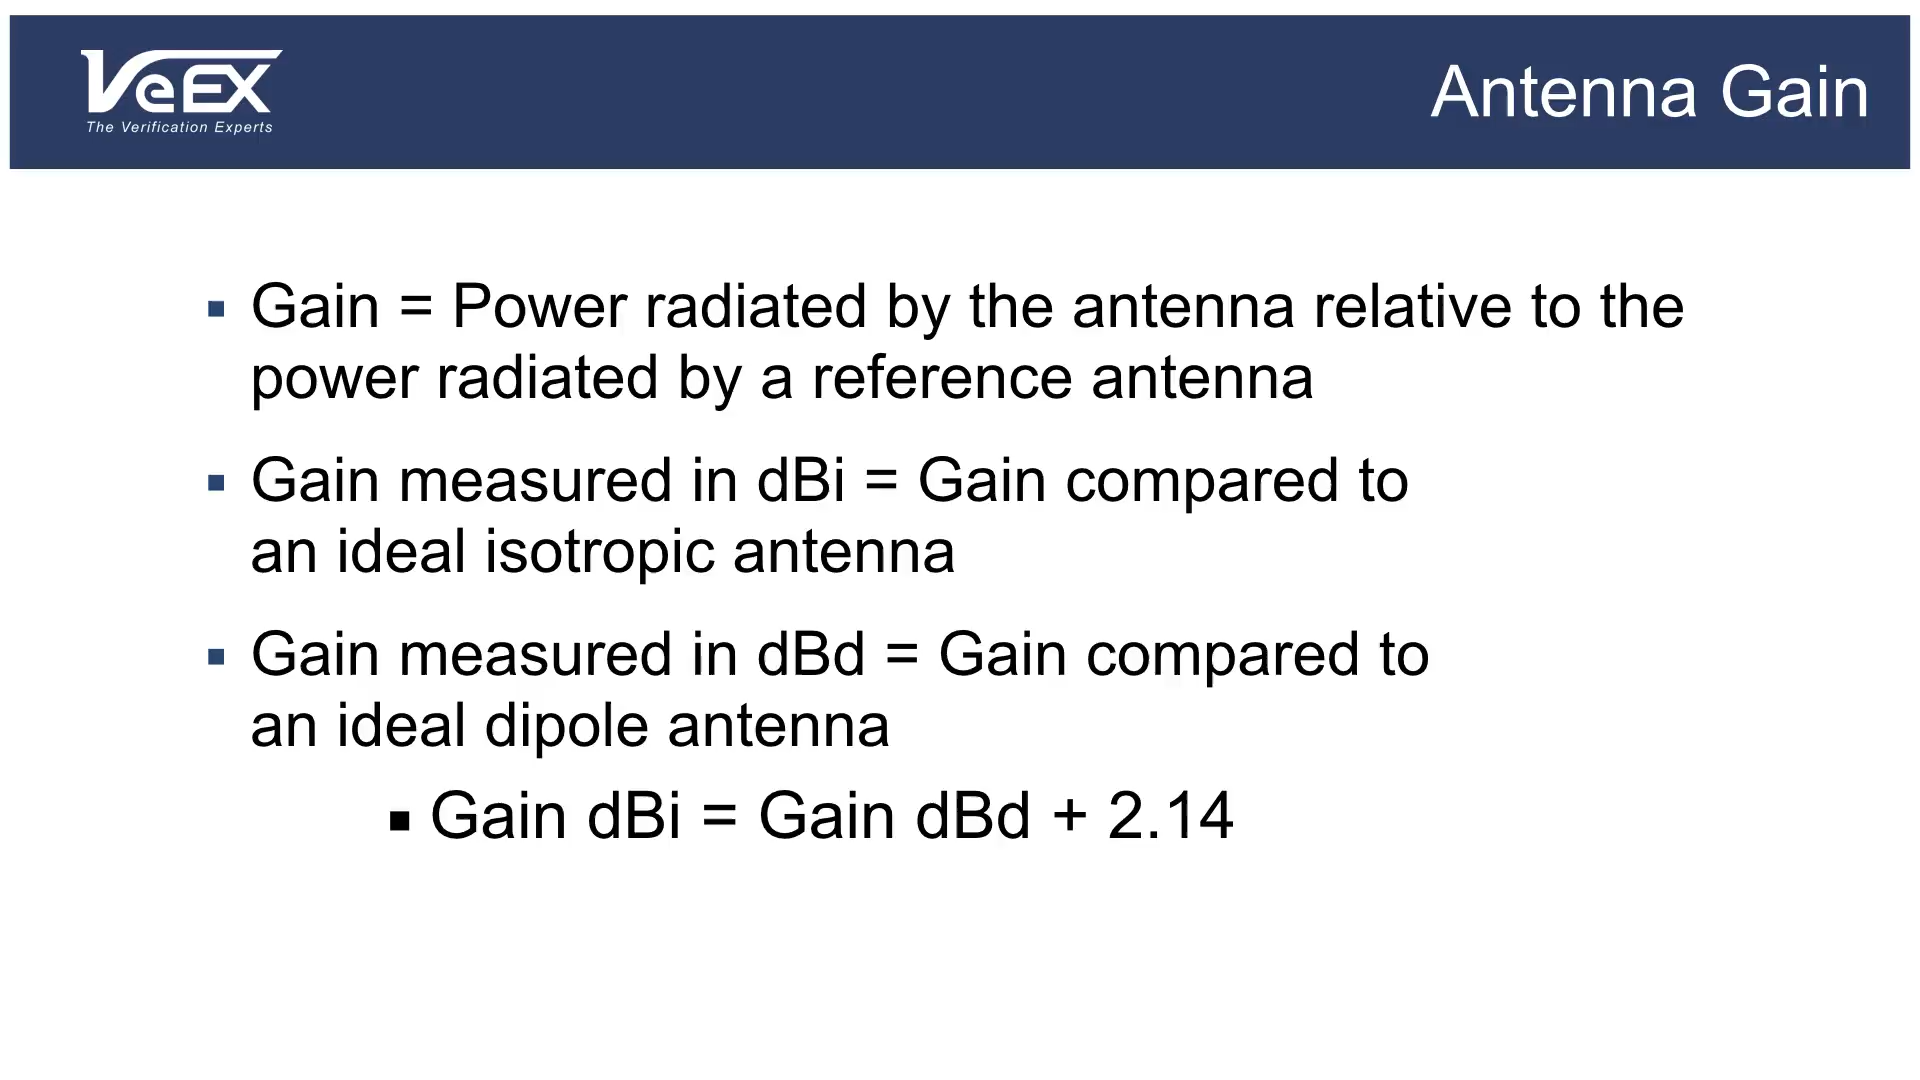 VeEX
The Verification Experts
Antenna Gain
▪ Gain = Power radiated by the antenna relative to the
power radiated by a reference antenna
▪ Gain measured in dBi = Gain compared to
an ideal isotropic antenna
▪ Gain measured in dBd = Gain compared to
an ideal dipole antenna
▪ Gain dBi = Gain dBd + 2.14